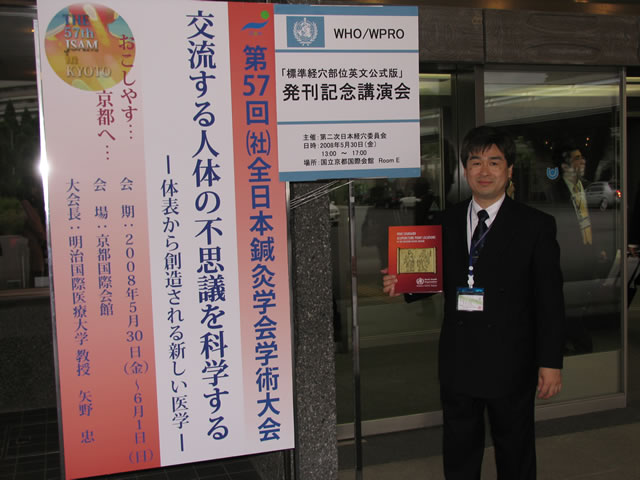 THE
57th
JSAM
in
KYOTO
おこしやす…
京都へ…
第57回 (社)全日本鍼灸学会学術大会
交流する人体の不思議を科学する
ー体表から創造される新しい医学ー
会 期：2008年5月30日(金)～6月1日(日)
会 場：京都国際会館
大会長：明治国際医療大学 教授 矢野 忠
WHO/WPRO
「標準経穴部位英文公式版」
発刊記念講演会
主催：第二次日本経穴委員会
日時：2008年5月30日(金)
13:00 ～ 17:00
場所：国立京都国際会館 Room E